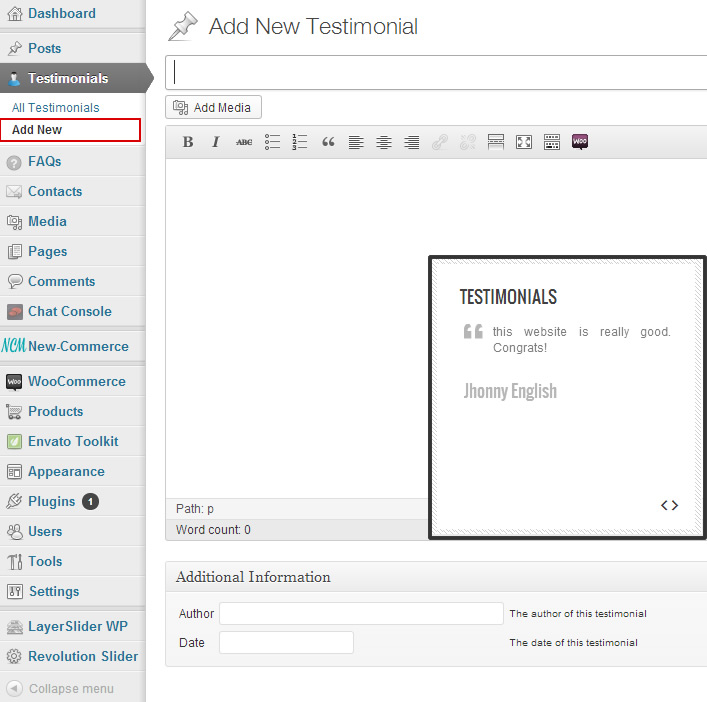 Dashboard
Posts
Testimonials
All Testimonials
Add New
FAQs
Contacts
Media
Pages
Comments
Chat Console
NCM New-Commerce
Woo WooCommerce
Products
Envato Toolkit
Appearance
Plugins 1
Users
Tools
Settings
LayerSlider WP
Revolution Slider
Collapse menu
Add New Testimonial
Add Media
B I ABC Woo
TESTIMONIALS
this website is really good.
Congrats!
Jhonny English
Path: p
Word count: 0
Additional Information
Author The author of this testimonial
Date The date of this testimonial